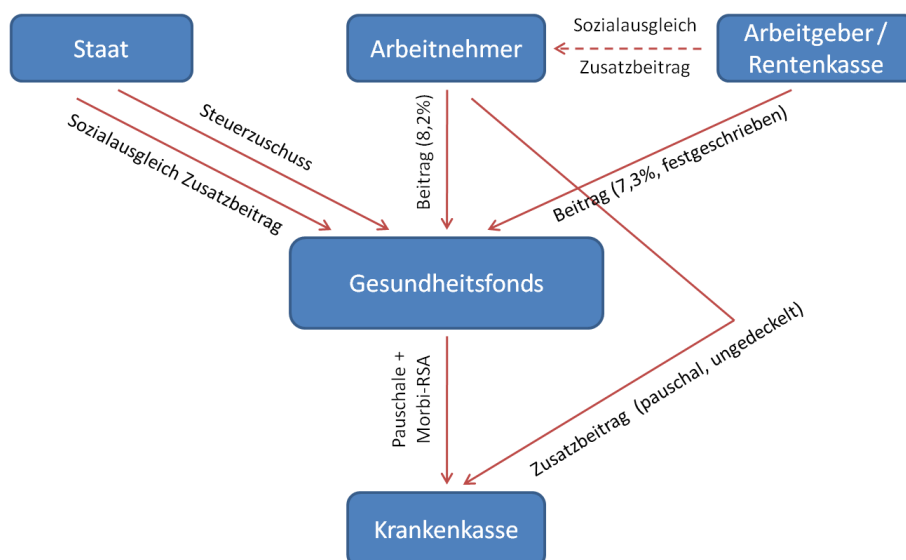 Staat
Arbeitnehmer
Sozialausgleich
Zusatzbeitrag
Arbeitgeber /
Rentenkasse
Steuerzuschuss
Sozialausgleich Zusatzbeitrag
Beitrag (8,2%)
Beitrag (7,3%, festgeschrieben)
Gesundheitsfonds
Pauschale +
Morbi-RSA
Zusatzbeitrag (pauschal, ungedeckelt)
Krankenkasse